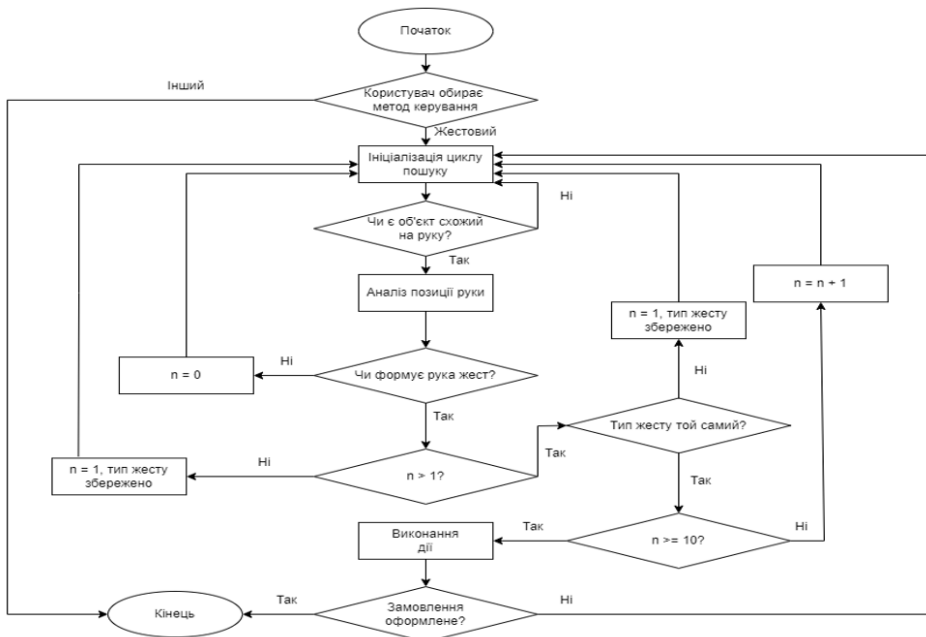 Початок
Інший
Користувач обирає
метод керування
Жестовий
Ініціалізація циклу
пошуку
Ні
Чи є об'єкт схожий
на руку?
Так
Аналіз позиції руки
n = n + 1
n = 1, тип жесту
збережено
n = 0
Ні
Чи формує рука жест?
Ні
Так
Тип жесту той самий?
n = 1, тип жесту
збережено
Ні
n > 1?
Так
Так
Виконання
дії
Так
n >= 10?
Ні
Кінець
Так
Замовлення
оформлене?
Ні